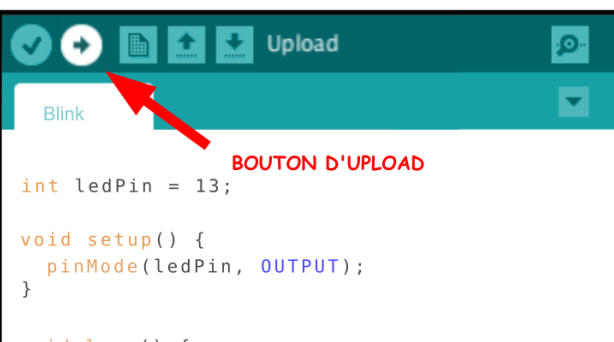 Upload
Blink
BOUTON D'UPLOAD
int ledPin = 13;
void setup() {
pinMode(ledPin, OUTPUT);
}